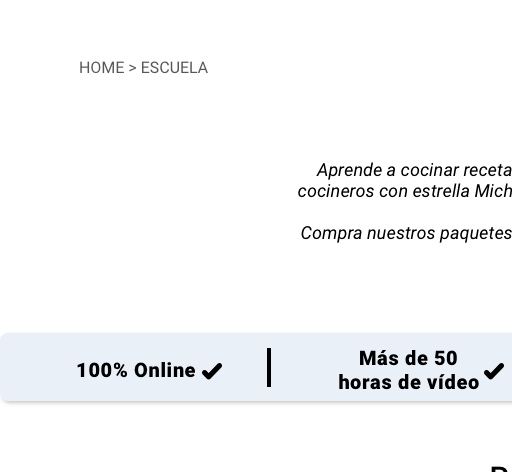 HOME > ESCUELA
Aprende a cocinar receta
cocineros con estrella Mich
Compra nuestros paquetes
100% Online
Más de 50
horas de vídeo